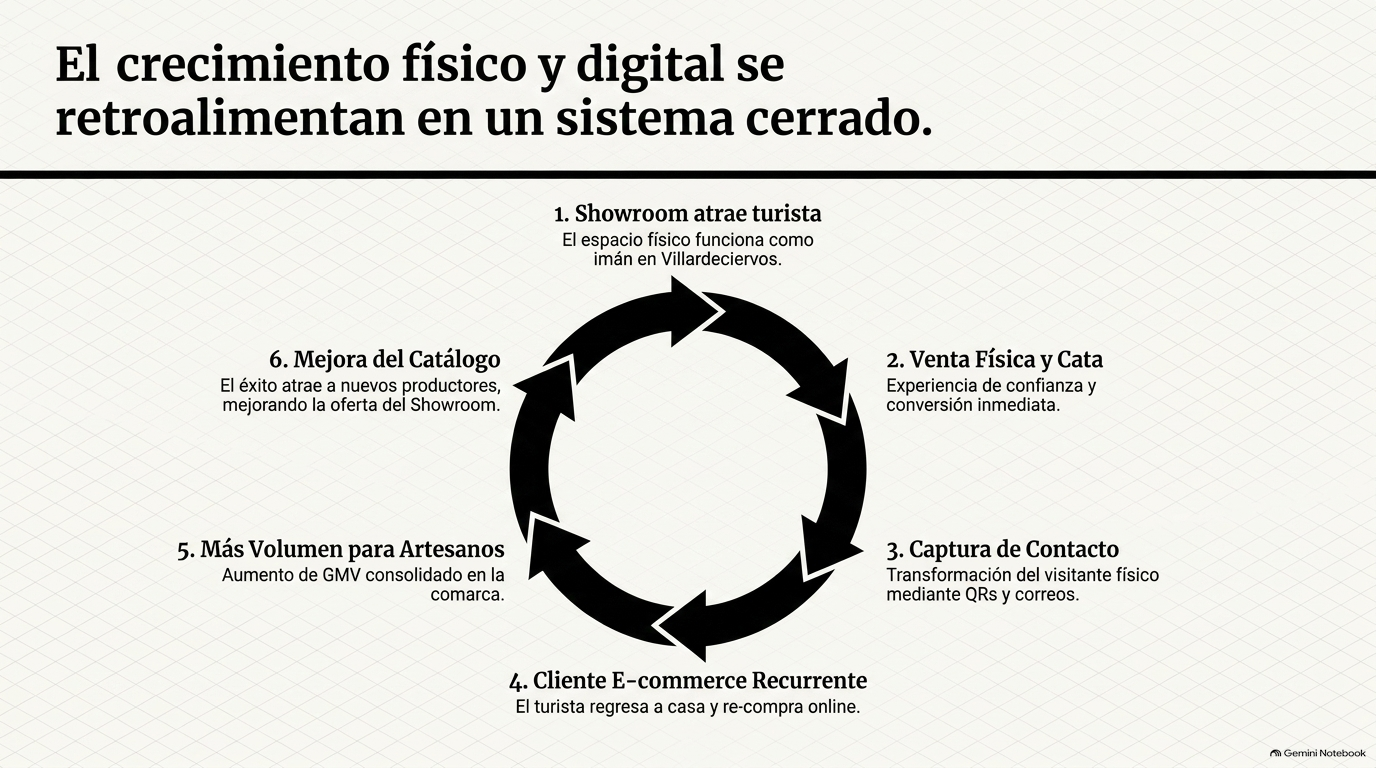 El crecimiento físico y digital se
retroalimentan en un sistema cerrado.
1. Showroom atrae turista
El espacio físico funciona como
imán en Villardeciervos.
2. Venta Física y Cata
Experiencia de confianza y
conversión inmediata.
3. Captura de Contacto
Transformación del visitante físico
mediante QRs y correos.
4. Cliente E-commerce Recurrente
El turista regresa a casa y re-compra online.
5. Más Volumen para Artesanos
Aumento de GMV consolidado en la
comarca.
6. Mejora del Catálogo
El éxito atrae a nuevos productores,
mejorando la oferta del Showroom.
Gemini Notebook